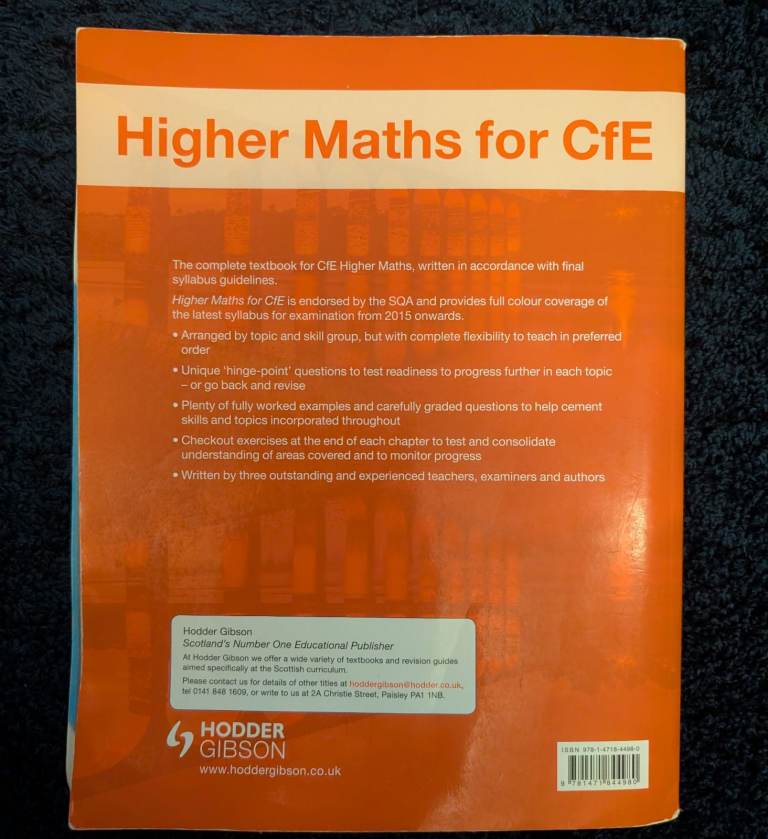 Higher Maths for CfE
The complete textbook for CfE Higher Maths, written in accordance with final
syllabus guidelines.
Higher Maths for CfE is endorsed by the SQA and provides full colour coverage of
the latest syllabus for examination from 2015 onwards.
• Arranged by topic and skill group, but with complete flexibility to teach in preferred
order
• Unique ‘hinge-point’ questions to test readiness to progress further in each topic
– or go back and revise
• Plenty of fully worked examples and carefully graded questions to help cement
skills and topics incorporated throughout
• Checkout exercises at the end of each chapter to test and consolidate
understanding of areas covered and to monitor progress
• Written by three outstanding and experienced teachers, examiners and authors
Hodder Gibson
Scotland's Number One Educational Publisher
At Hodder Gibson we offer a wide variety of textbooks and revision guides
aimed specifically at the Scottish curriculum.
Please contact us for details of other titles at hoddergibson@hodder.co.uk,
tel 0141 848 1609, or write to us at 2A Christie Street, Paisley PA1 1NB.
HODDER
GIBSON
www.hoddergibson.co.uk
ISBN 978-1-4718-4498-0
9 781471 844980